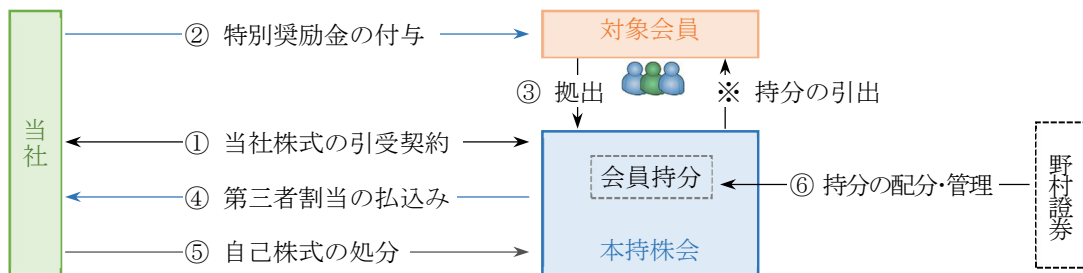 ② 特別奨励金の付与
対象会員
③ 拠出
※ 持分の引出
当社
① 当社株式の引受契約
会員持分
④ 第三者割当の払込み
⑥ 持分の配分・管理
野村證券
⑤ 自己株式の処分
本持株会